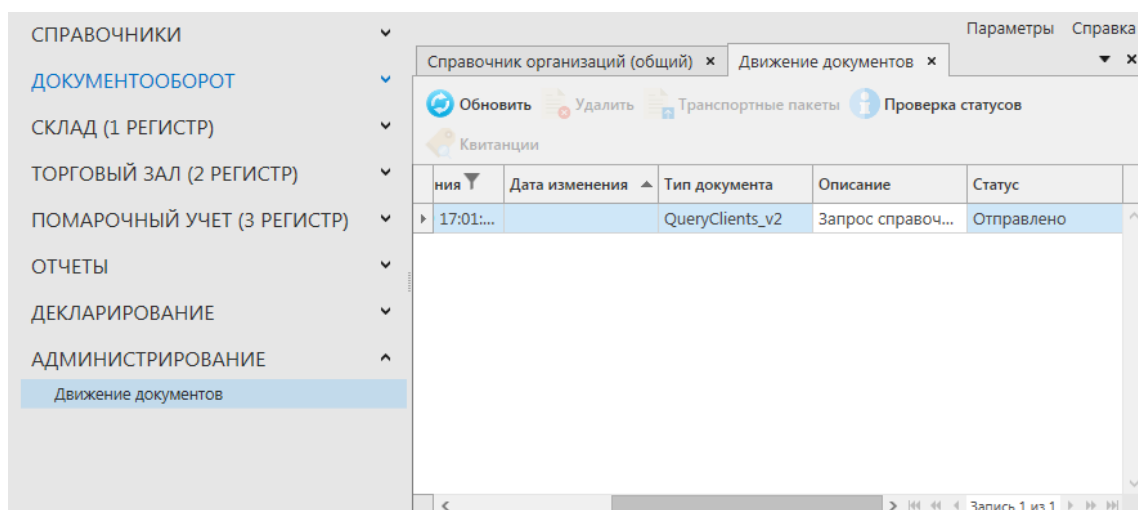 СПРАВОЧНИКИ
ДОКУМЕНТООБОРОТ
СКЛАД (1 РЕГИСТР)
ТОРГОВЫЙ ЗАЛ (2 РЕГИСТР)
ПОМАРОЧНЫЙ УЧЕТ (3 РЕГИСТР)
ОТЧЕТЫ
ДЕКЛАРИРОВАНИЕ
АДМИНИСТРИРОВАНИЕ
Движение документов
Параметры Справка
Справочник организаций (общий) Движение документов
Обновить Удалить Транспортные пакеты Проверка статусов
Квитанции
ния Дата изменения Тип документа Описание Статус
17:01:... QueryClients_v2 Запрос справоч... Отправлено
Запись 1 из 1